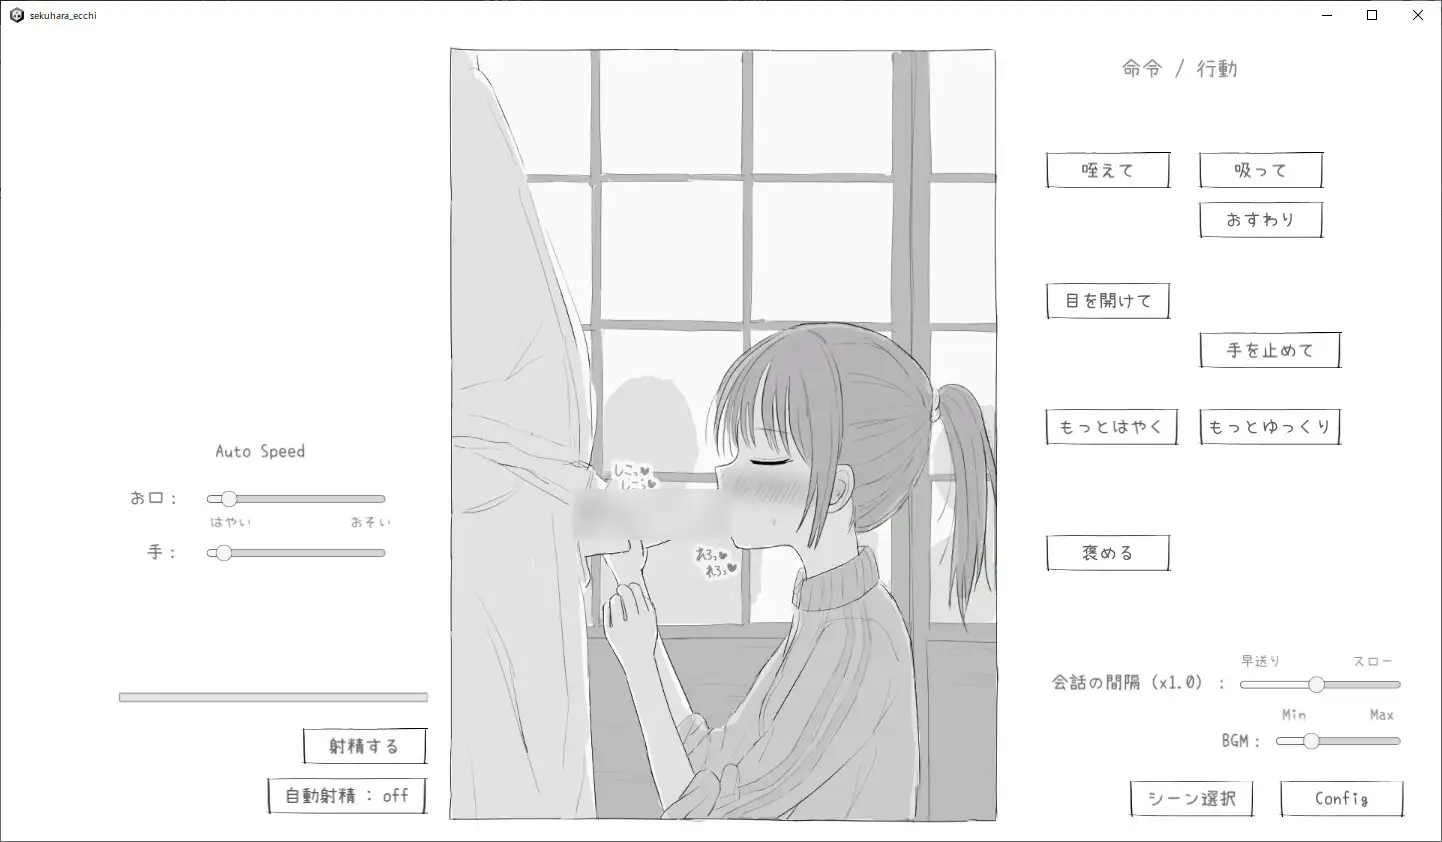 sekuhara_ecchi
命令 / 行動
咥えて
吸って
おすわり
目を開けて
手を止めて
もっとはやく
もっとゆっくり
褒める
Auto Speed
お口 :
はやい
おそい
手 :
しこっ♥
しこっ♥
れろっ♥
れろっ♥
射精する
自動射精 : off
早送り
スロー
会話の間隔 (x1.0) :
Min
Max
BGM :
シーン選択
Config